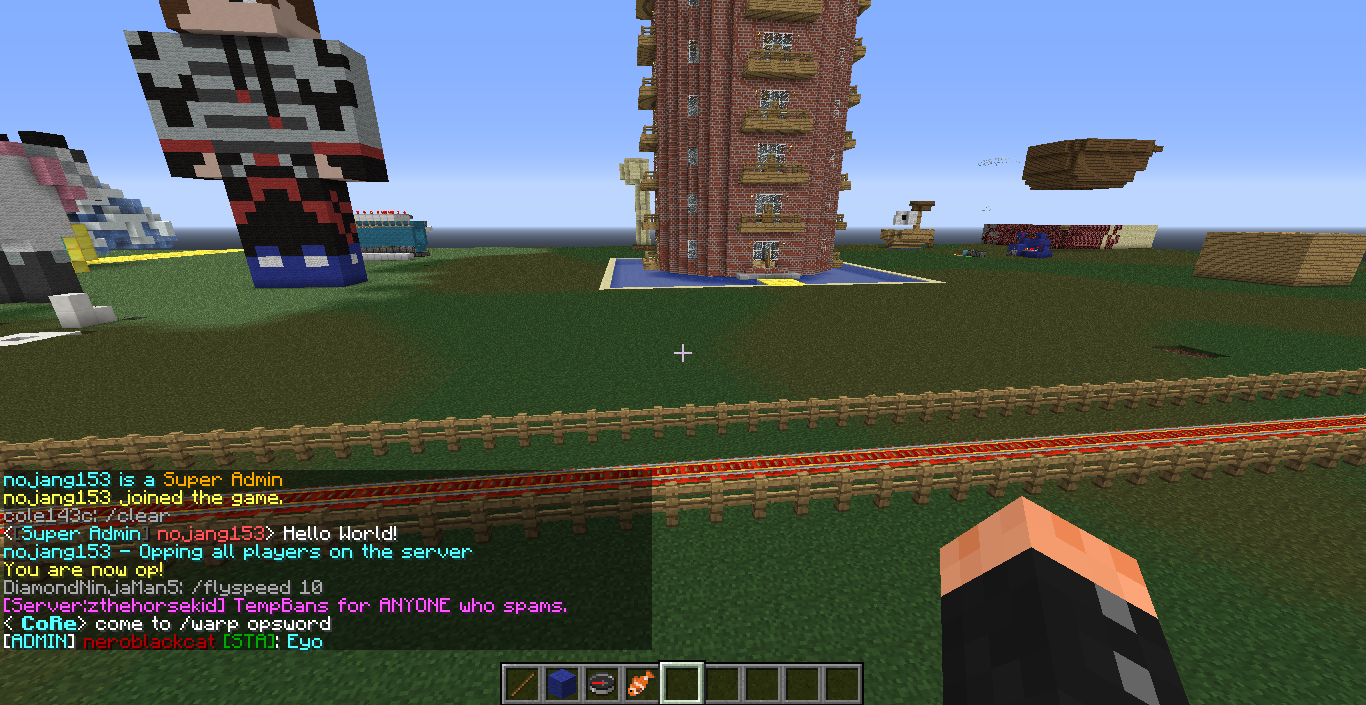 nojang153 is a Super Admin
nojang153 joined the game.
cole143c: /clear
<[Super Admin] nojang153> Hello World!
nojang153 - Opping all players on the server
You are now op!
DiamondNinjaMan5: /flyspeed 10
[Server:zthehorsekid] TempBans for ANYONE who spams.
< CoRe> come to /warp opsword
[ADMIN] neroblackcat [STA]: Eyo